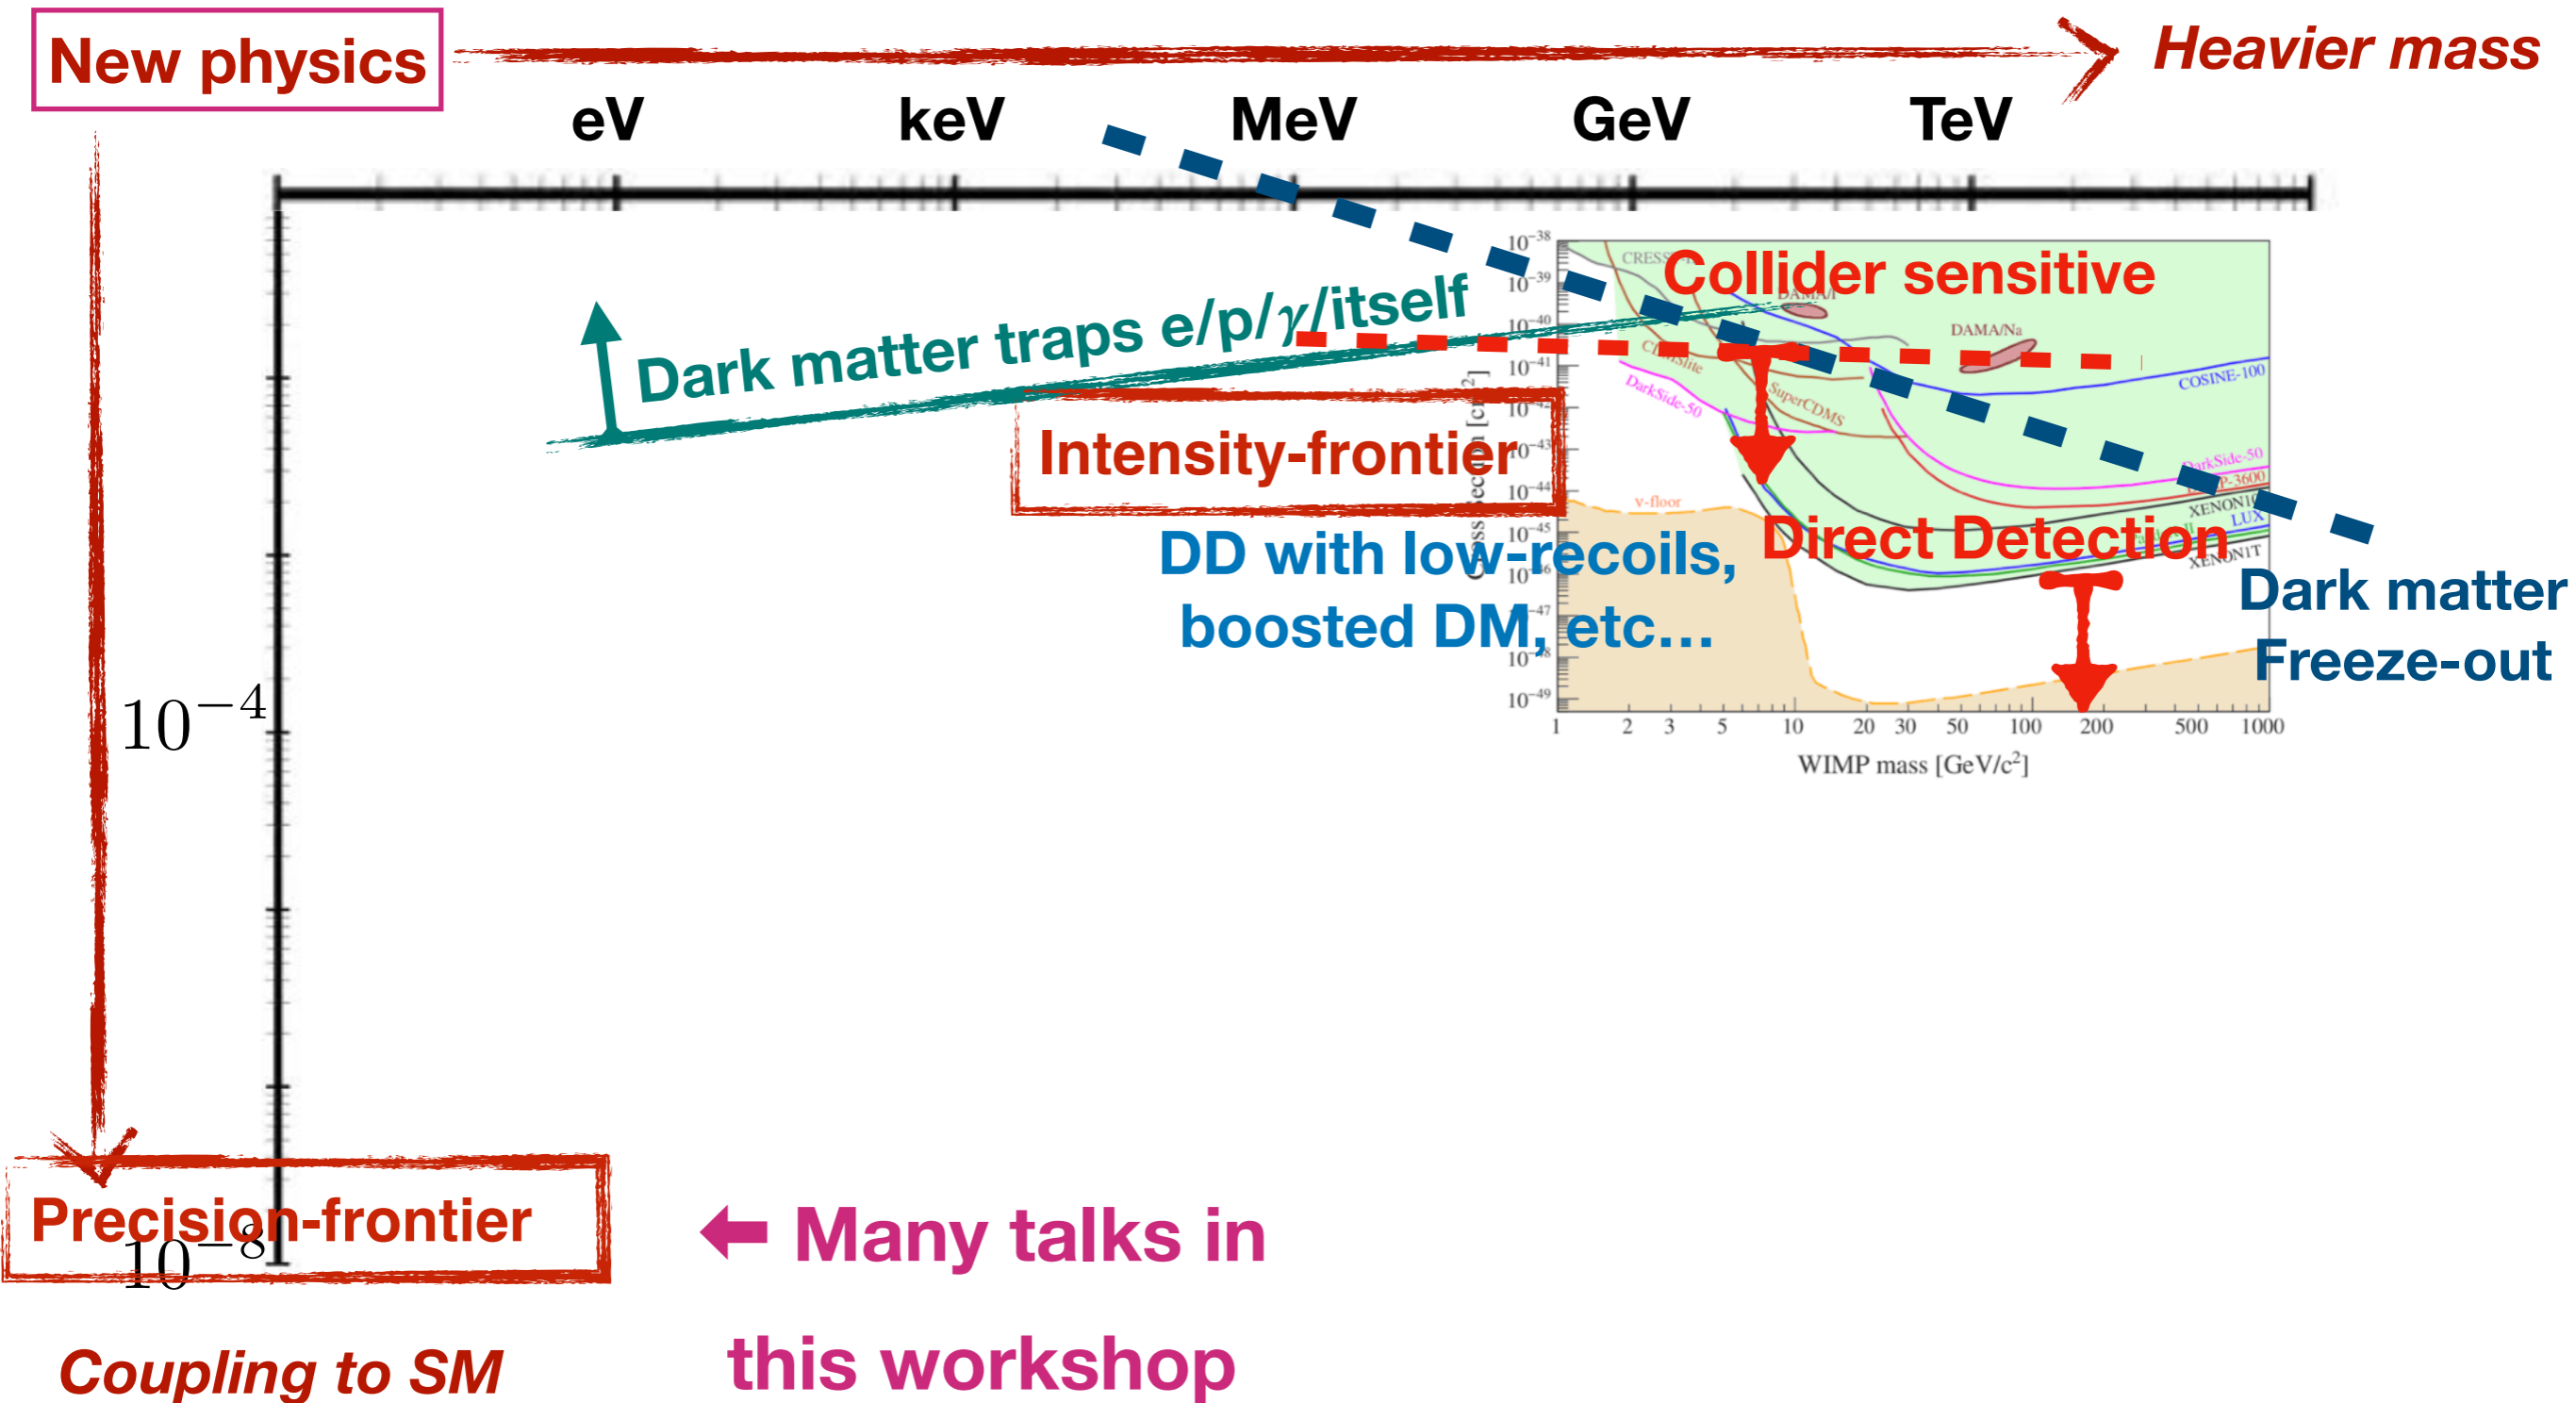 New physics
Heavier mass
eV keV MeV GeV TeV
Collider sensitive
DAMA/Na
Dark matter traps e/p/γ/itself
COSINE-100
DarkSide-50
SuperCDMS
Intensity-frontier
DarkSide-50
ν-floor
LUX
XENON1T
DD with low-recoils,
boosted DM, etc…
Direct Detection
Dark matter
Freeze-out
10⁻³⁸
10⁻³⁹
10⁻⁴⁰
10⁻⁴¹
10⁻⁴³
10⁻⁴⁴
10⁻⁴⁵
10⁻⁴⁹
1 2 3 5 10 20 30 50 100 200 500 1000
WIMP mass [GeV/c²]
10⁻⁴
Precision-frontier
10⁻⁸
Coupling to SM
⬅ Many talks in
this workshop